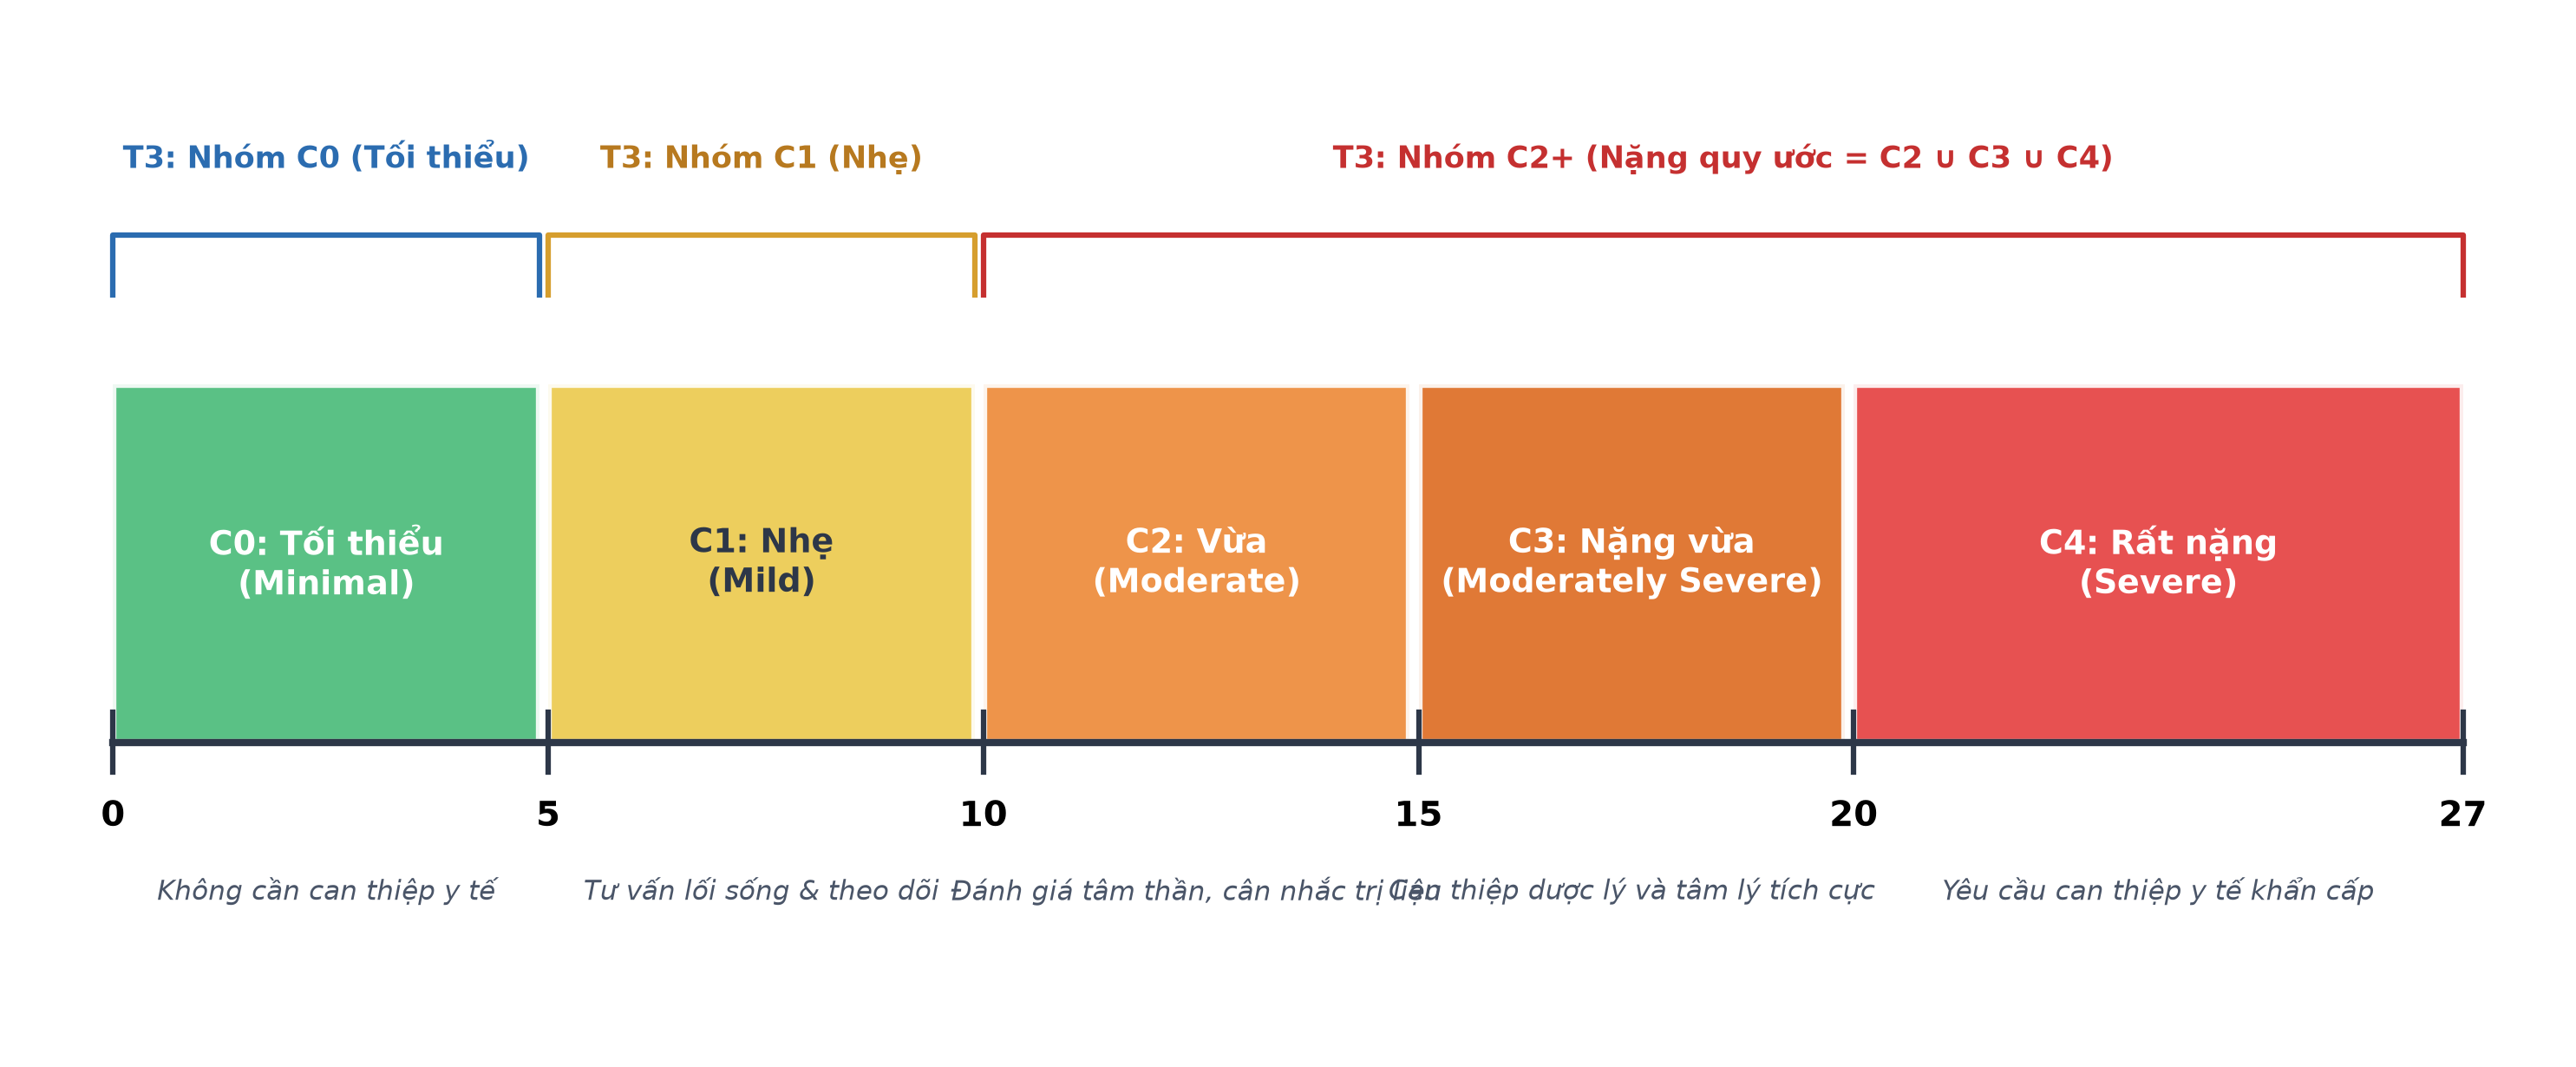 T3: Nhóm C0 (Tối thiểu)
T3: Nhóm C1 (Nhẹ)
T3: Nhóm C2+ (Nặng quy ước = C2 ∪ C3 ∪ C4)
C0: Tối thiểu
(Minimal)
C1: Nhẹ
(Mild)
C2: Vừa
(Moderate)
C3: Nặng vừa
(Moderately Severe)
C4: Rất nặng
(Severe)
0
5
10
15
20
27
Không cần can thiệp y tế
Tư vấn lối sống & theo dõi
Đánh giá tâm thần, cân nhắc trị liệu
Can thiệp dược lý và tâm lý tích cực
Yêu cầu can thiệp y tế khẩn cấp